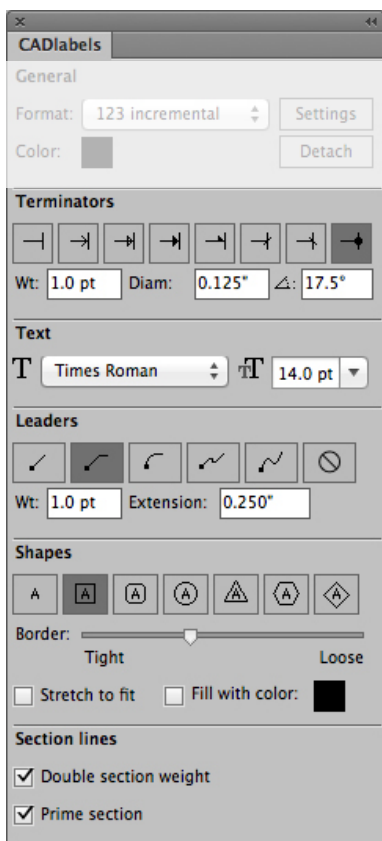 CADlabels
General
Format: 123 incremental Settings
Color: Detach
Terminators
Wt: 1.0 pt Diam: 0.125" ∠: 17.5°
Text
T Times Roman TT 14.0 pt
Leaders
Wt: 1.0 pt Extension: 0.250"
Shapes
A A A A A A A
Border:
Tight Loose
Stretch to fit Fill with color:
Section lines
Double section weight
Prime section